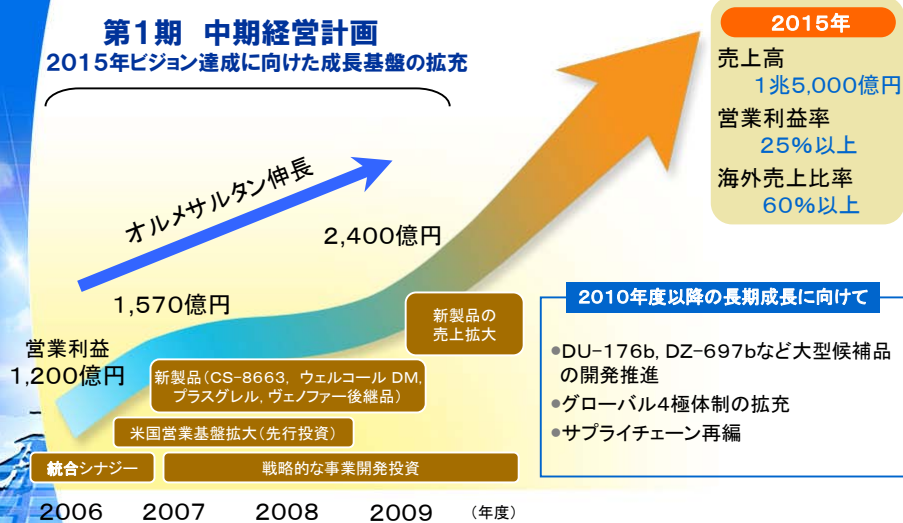 第1期 中期経営計画
2015年ビジョン達成に向けた成長基盤の拡充
2015年
売上高
1兆5,000億円
営業利益率
25%以上
海外売上比率
60%以上
オルメサルタン伸長
2,400億円
1,570億円
営業利益
1,200億円
新製品の
売上拡大
新製品(CS-8663, ウェルコール DM,
プラスグレル, ヴェノファー後継品)
米国営業基盤拡大(先行投資)
統合シナジー
戦略的な事業開発投資
2006 2007 2008 2009 (年度)
2010年度以降の長期成長に向けて
•DU-176b, DZ-697bなど大型候補品
の開発推進
•グローバル4極体制の拡充
•サプライチェーン再編